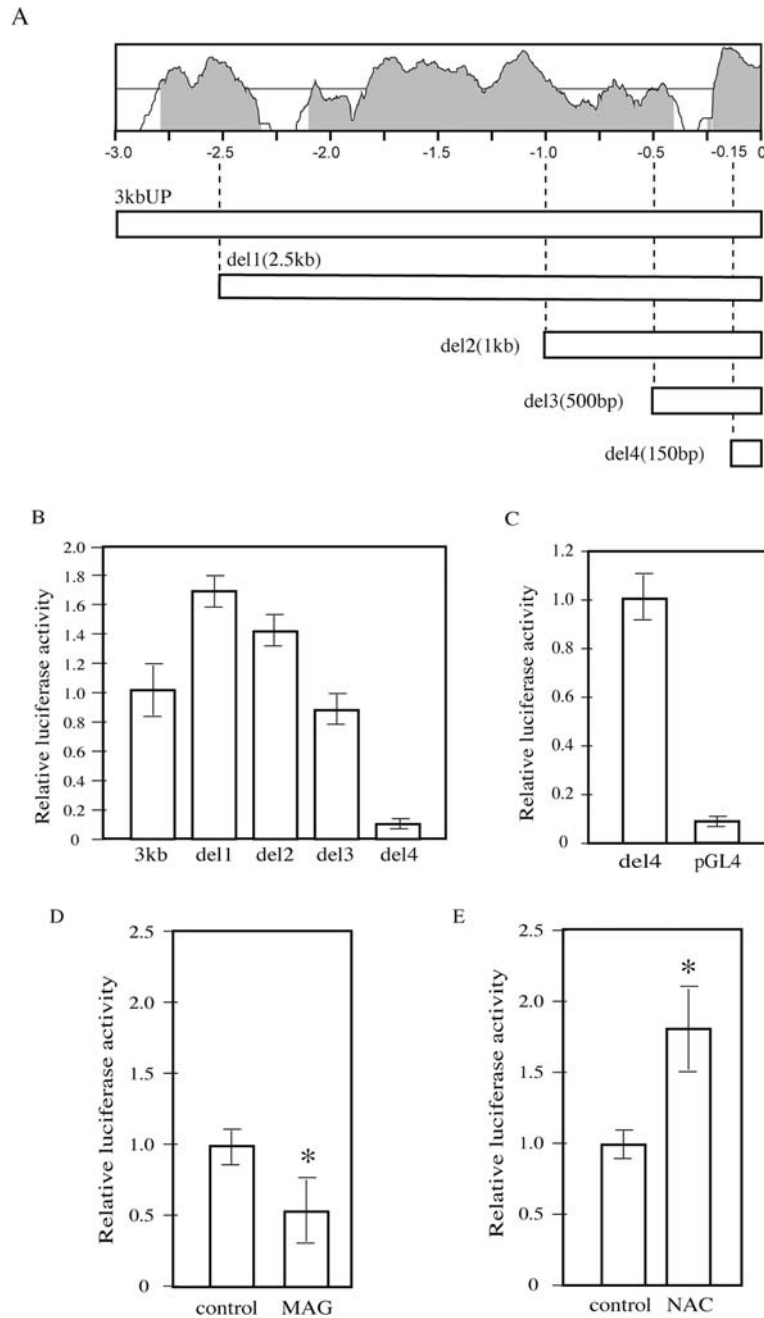 A
-3.0 -2.5 -2.0 -1.5 -1.0 -0.5 -0.15 0
3kbUP
del1(2.5kb)
del2(1kb)
del3(500bp)
del4(150bp)
B
Relative luciferase activity
2.0
1.8
1.6
1.4
1.2
1.0
0.8
0.6
0.4
0.2
0
3kb del1 del2 del3 del4
C
Relative luciferase activity
1.2
1.0
0.8
0.6
0.4
0.2
0
del4 pGL4
D
Relative luciferase activity
2.5
2.0
1.5
1.0
0.5
0
*
control MAG
E
Relative luciferase activity
2.5
2.0
1.5
1.0
0.5
0
*
control NAC